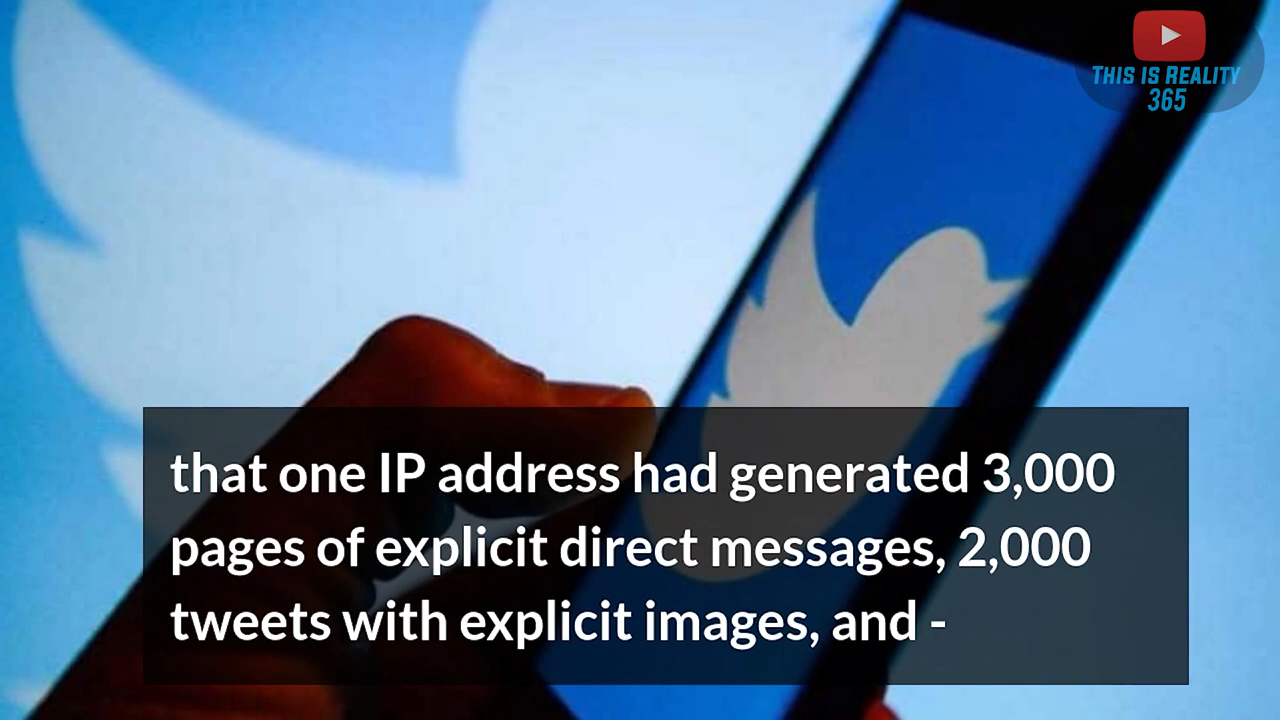 THIS IS REALITY
365
that one IP address had generated 3,000
pages of explicit direct messages, 2,000
tweets with explicit images, and -